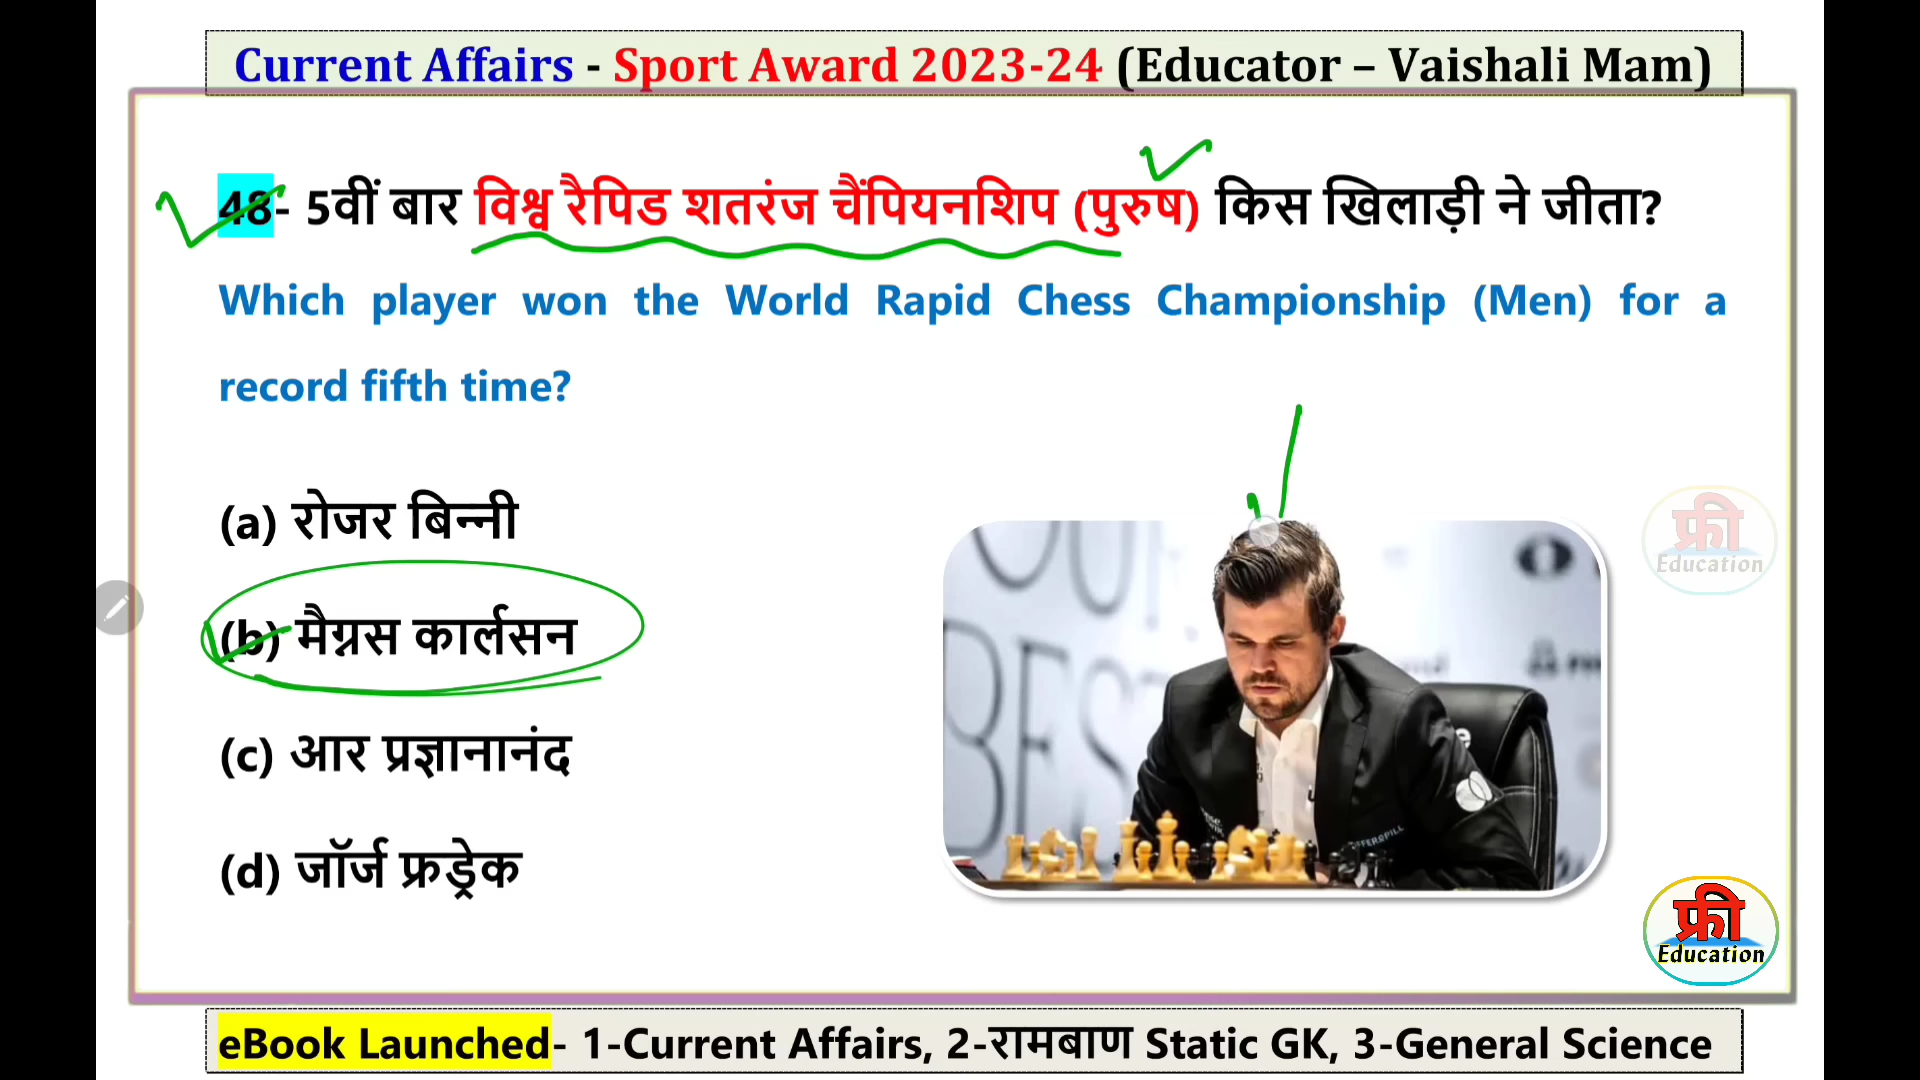 Current Affairs - Sport Award 2023-24 (Educator – Vaishali Mam)
48- 5वीं बार विश्व रैपिड शतरंज चैंपियनशिप (पुरुष) किस खिलाड़ी ने जीता?
Which player won the World Rapid Chess Championship (Men) for a
record fifth time?
(a) रोजर बिन्नी
(b) मैग्नस कार्लसन
(c) आर प्रज्ञानानंद
(d) जॉर्ज फ्रड्रेक
फ्री
Education
फ्री
Education
eBook Launched- 1-Current Affairs, 2-रामबाण Static GK, 3-General Science